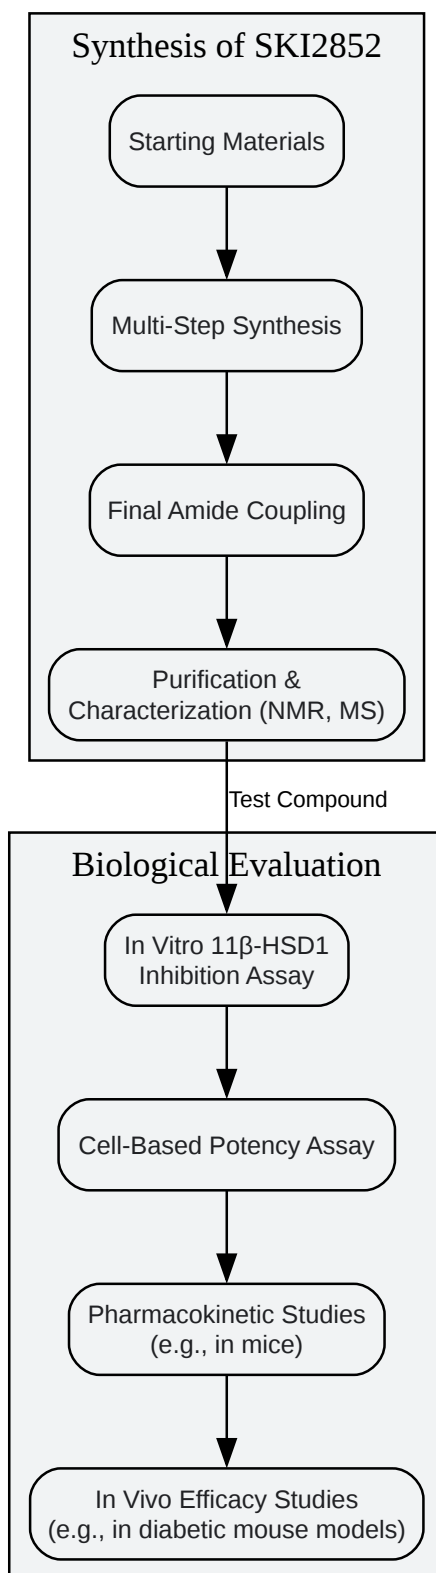 Synthesis of SKI2852
Starting Materials
Multi-Step Synthesis
Final Amide Coupling
Purification &
Characterization (NMR, MS)
Test Compound
Biological Evaluation
In Vitro 11β-HSD1
Inhibition Assay
Cell-Based Potency Assay
Pharmacokinetic Studies
(e.g., in mice)
In Vivo Efficacy Studies
(e.g., in diabetic mouse models)